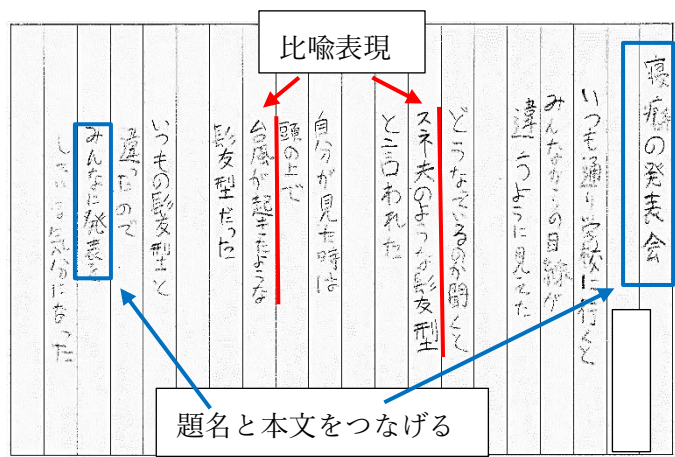 比喩表現
寝癖の発表会
いつも通り学校に行くと
みんなからの目線が
違うように見えた
どうなっているのか聞くと
スネ夫のような髪型
と言われた
自分が見た時は
頭の上で
台風が起きたような
髪型だった
いつもの髪型と
違ったので
みんなに発表を
している気分になった
題名と本文をつなげる